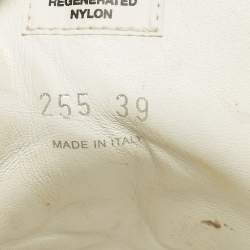 REGENERATED
NYLON
255 39
MADE IN ITALY